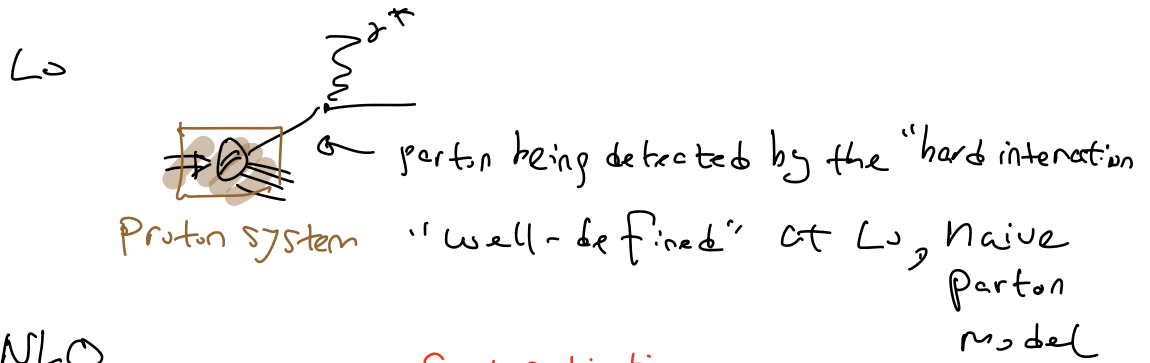 Lo
γ*
parton being detected by the "hard interaction
Proton system "well-defined" at Lo, naive
parton
model
NLO